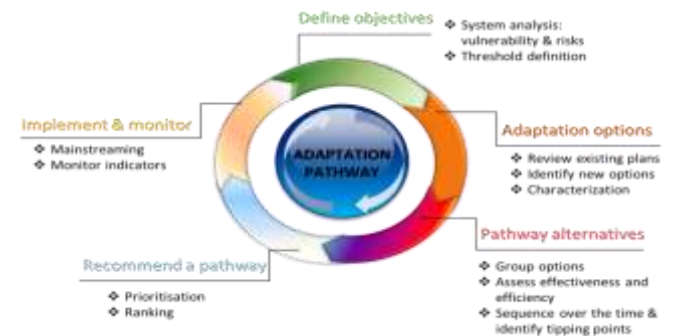 Define objectives
❖ System analysis:
vulnerability & risks
❖ Threshold definition
Implement & monitor
❖ Mainstreaming
❖ Monitor indicators
ADAPTATION
PATHWAY
Adaptation options
❖ Review existing plans
❖ Identify new options
❖ Characterization
Pathway alternatives
❖ Group options
❖ Assess effectiveness and
efficiency
❖ Sequence over the time &
identify tipping points
Recommend a pathway
❖ Prioritisation
❖ Ranking